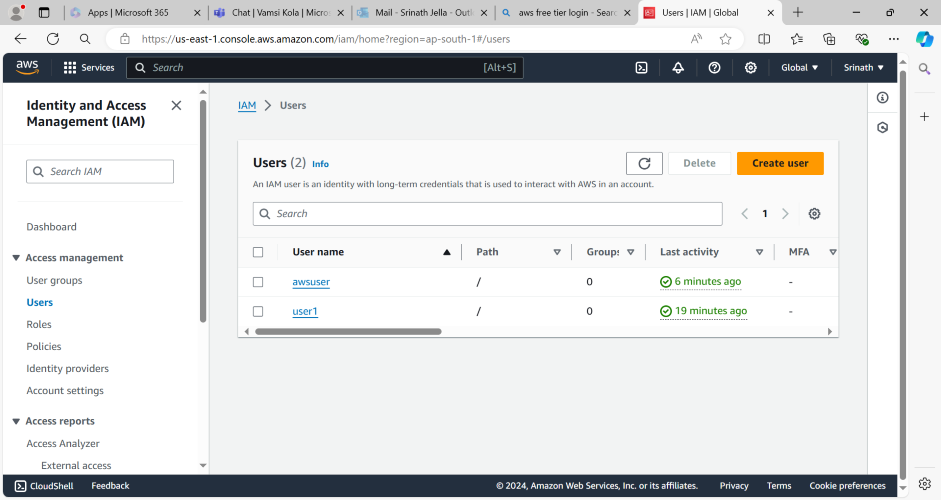 Apps | Microsoft 365
Chat | Vamsi Kola | Micros
Mail - Srinath Jella - Outl
aws free tier login - Searc
Users | IAM | Global
https://us-east-1.console.aws.amazon.com/iam/home?region=ap-south-1#/users
aws
Services
Search
[Alt+S]
Global
Srinath
Identity and Access
Management (IAM)
Search IAM
Dashboard
Access management
User groups
Users
Roles
Policies
Identity providers
Account settings
Access reports
Access Analyzer
External access
IAM > Users
Users (2) Info
Delete
Create user
An IAM user is an identity with long-term credentials that is used to interact with AWS in an account.
Search
1
User name Path Groups Last activity MFA
awsuser / 0 6 minutes ago -
user1 / 0 19 minutes ago -
CloudShell Feedback © 2024, Amazon Web Services, Inc. or its affiliates. Privacy Terms Cookie preferences